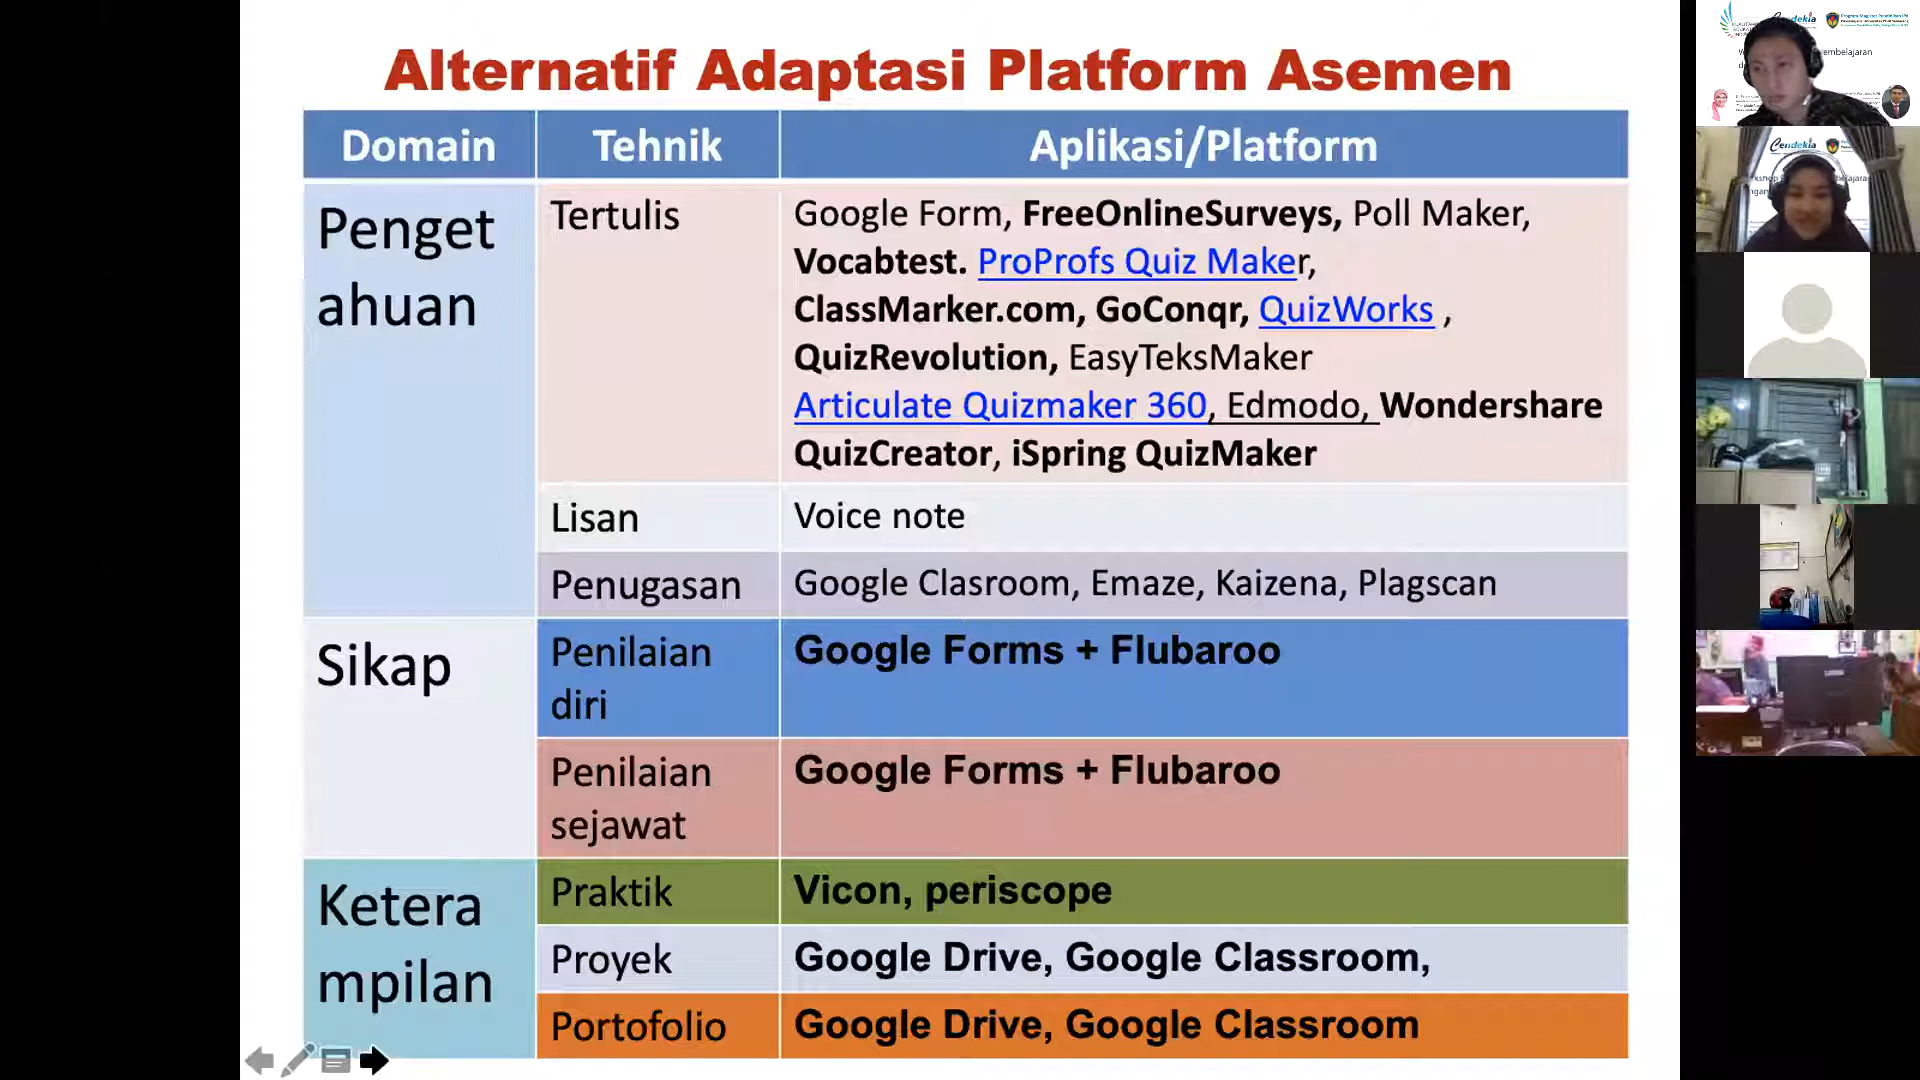 Alternatif Adaptasi Platform Asemen
Domain
Tehnik
Aplikasi/Platform
Penget
ahuan
Tertulis
Google Form, FreeOnlineSurveys, Poll Maker,
Vocabtest. ProProfs Quiz Maker,
ClassMarker.com, GoConqr, QuizWorks ,
QuizRevolution, EasyTeksMaker
Articulate Quizmaker 360, Edmodo, Wondershare
QuizCreator, iSpring QuizMaker
Lisan
Voice note
Penugasan
Google Clasroom, Emaze, Kaizena, Plagscan
Sikap
Penilaian
diri
Google Forms + Flubaroo
Penilaian
sejawat
Google Forms + Flubaroo
Ketera
mpilan
Praktik
Vicon, periscope
Proyek
Google Drive, Google Classroom,
Portofolio
Google Drive, Google Classroom
Cendekia